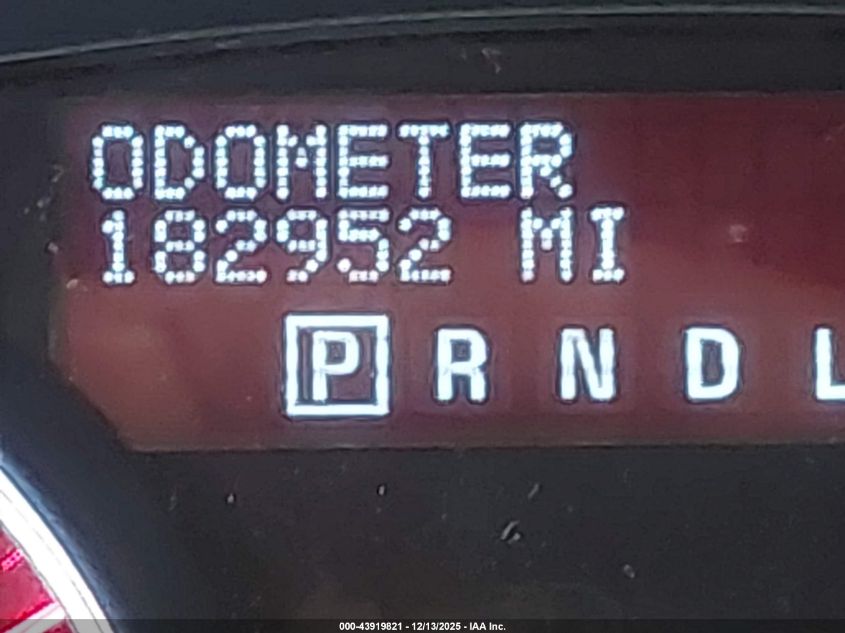 ODOMETER
182952 MI
P R N D L
000-43919821 - 12/13/2025 - IAA Inc.